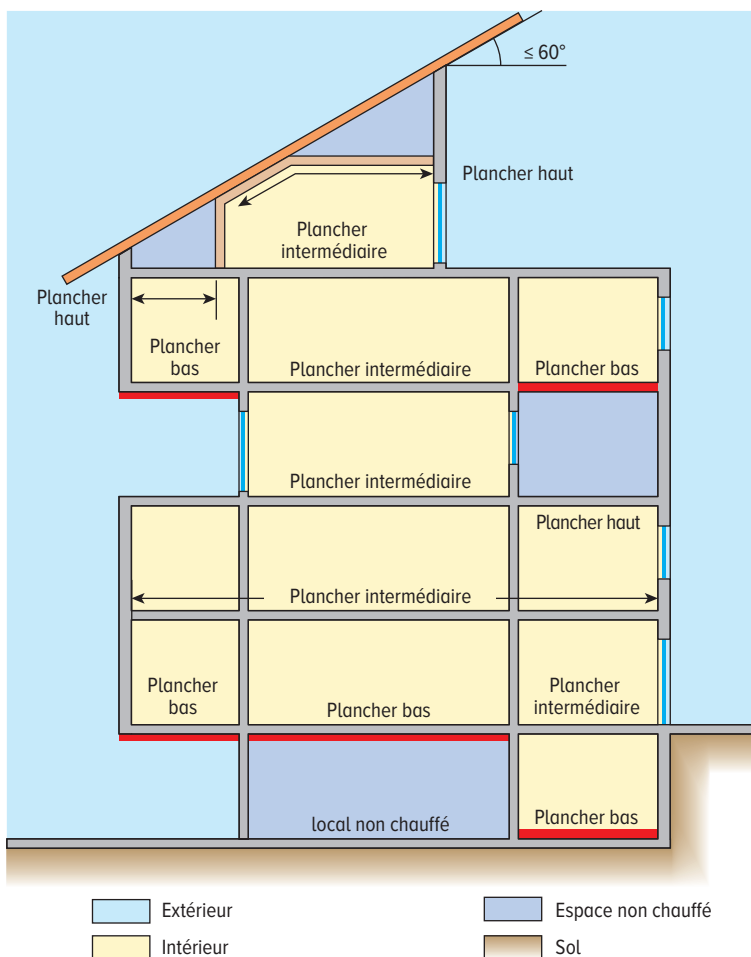 ≤ 60°
Plancher haut
Plancher
intermédiaire
Plancher
haut
Plancher
bas
Plancher intermédiaire
Plancher bas
Plancher intermédiaire
Plancher haut
Plancher intermédiaire
Plancher
bas
Plancher bas
Plancher
intermédiaire
local non chauffé
Plancher bas
Extérieur
Espace non chauffé
Intérieur
Sol